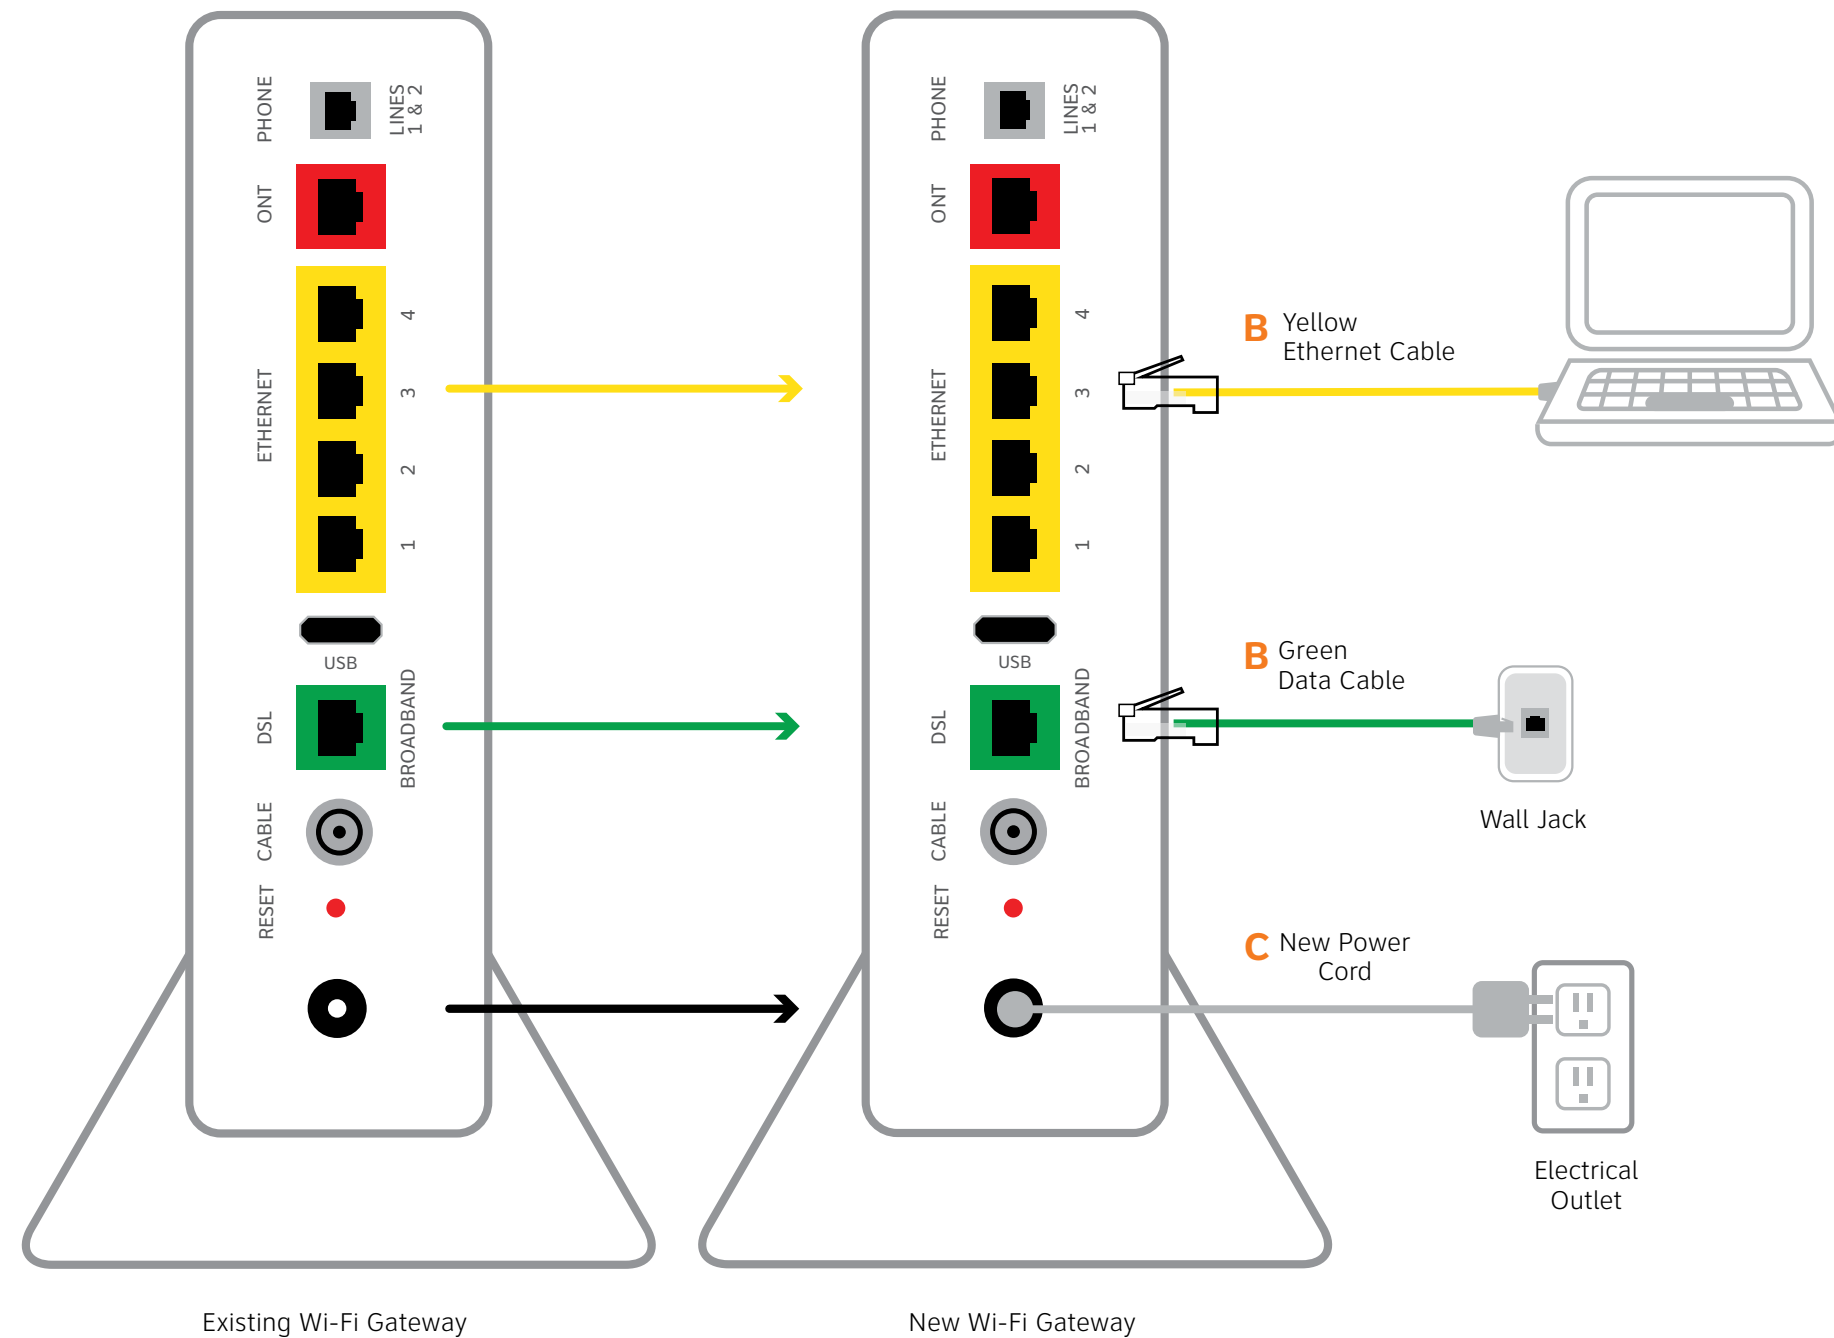 PHONE
LINES
1 & 2
ONT
ETHERNET
4
3
2
1
USB
DSL
BROADBAND
CABLE
RESET
Existing Wi-Fi Gateway
PHONE
LINES
1 & 2
ONT
ETHERNET
4
3
2
1
USB
DSL
BROADBAND
CABLE
RESET
New Wi-Fi Gateway
B Yellow
Ethernet Cable
B Green
Data Cable
Wall Jack
C New Power
Cord
Electrical
Outlet